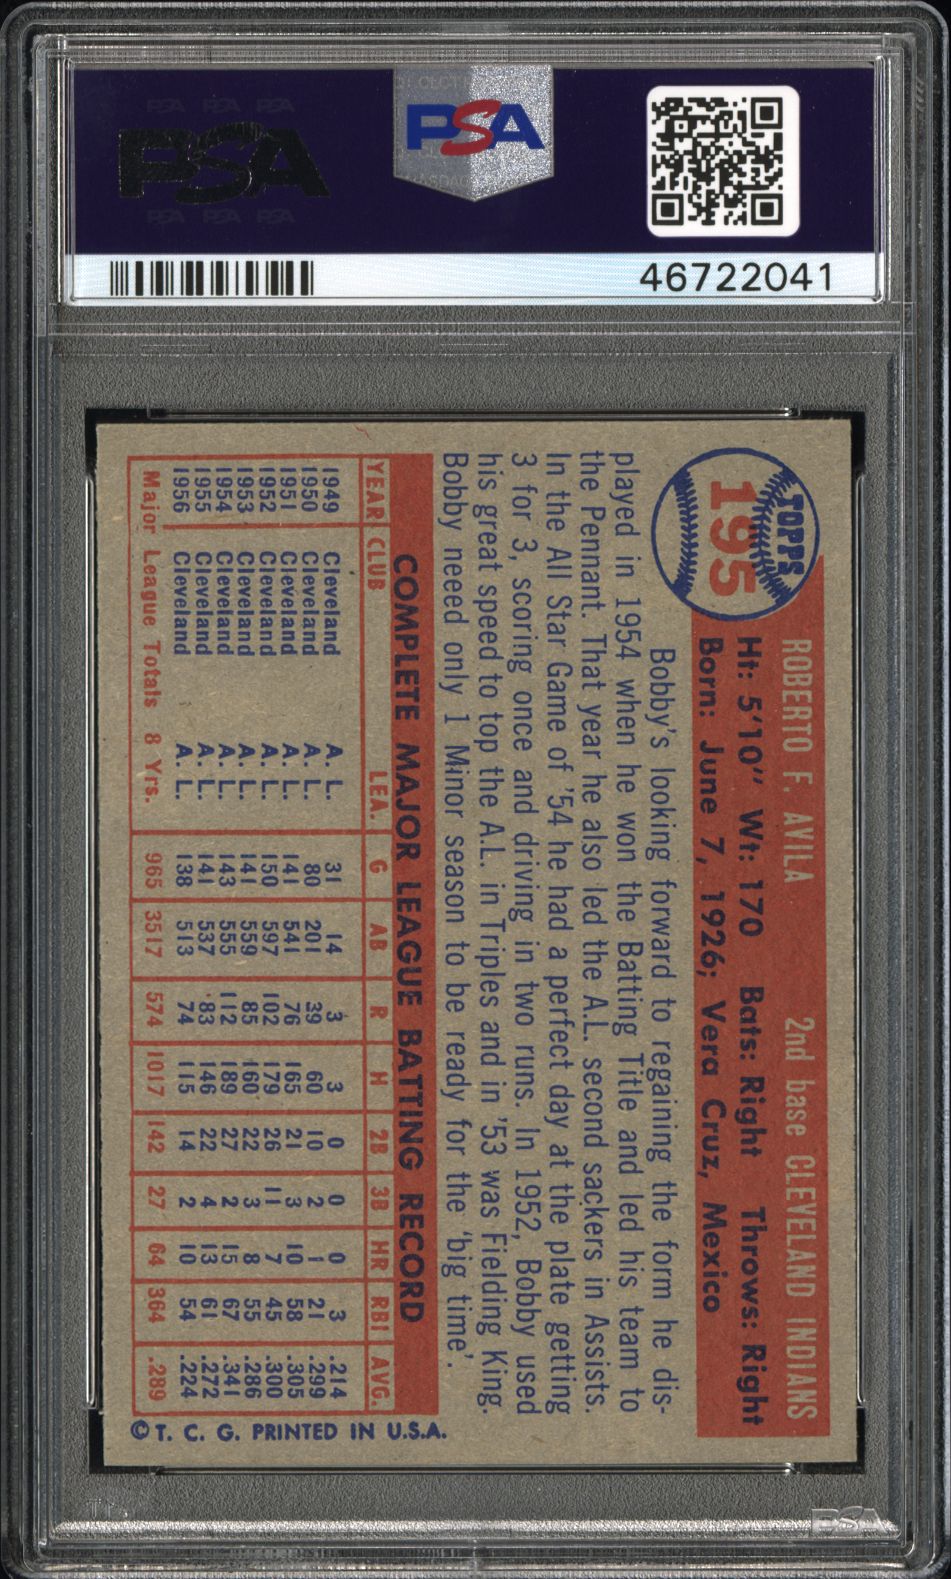 PSA PSA PSA
PSA
PSA PSA PSA
PSA
46722041
TOPPS
195
ROBERTO F. AVILA 2nd base CLEVELAND INDIANS
Ht: 5'10" Wt: 170 Bats: Right Throws: Right
Born: June 7, 1926; Vera Cruz, Mexico
Bobby's looking forward to regaining the form he dis-
played in 1954 when he won the Batting Title and led his team to
the Pennant. That year he also led the A.L. second sackers in Assists.
In the All Star Game of '54 he had a perfect day at the plate getting
3 for 3, scoring once and driving in two runs. In 1952, Bobby used
his great speed to top the A.L. in Triples and in '53 was Fielding King.
Bobby neeed only 1 Minor season to be ready for the 'big time'.
COMPLETE MAJOR LEAGUE BATTING RECORD
YEAR CLUB LEA. G AB R H 2B 3B HR RBI AVG.
1949 Cleveland A. L. 31 14 3 3 0 0 0 3 .214
1950 Cleveland A. L. 80 201 39 60 10 2 1 21 .299
1951 Cleveland A. L. 141 541 76 165 21 3 10 58 .305
1952 Cleveland A. L. 150 597 102 179 26 11 7 45 .300
1953 Cleveland A. L. 141 559 85 160 22 3 8 55 .286
1954 Cleveland A. L. 143 555 112 189 27 2 15 67 .341
1955 Cleveland A. L. 141 537 83 146 22 4 13 61 .272
1956 Cleveland A. L. 138 513 74 115 14 2 10 54 .224
Major League Totals 8 Yrs. 965 3517 574 1017 142 27 64 364 .289
© T. C. G. PRINTED IN U.S.A.
PSA